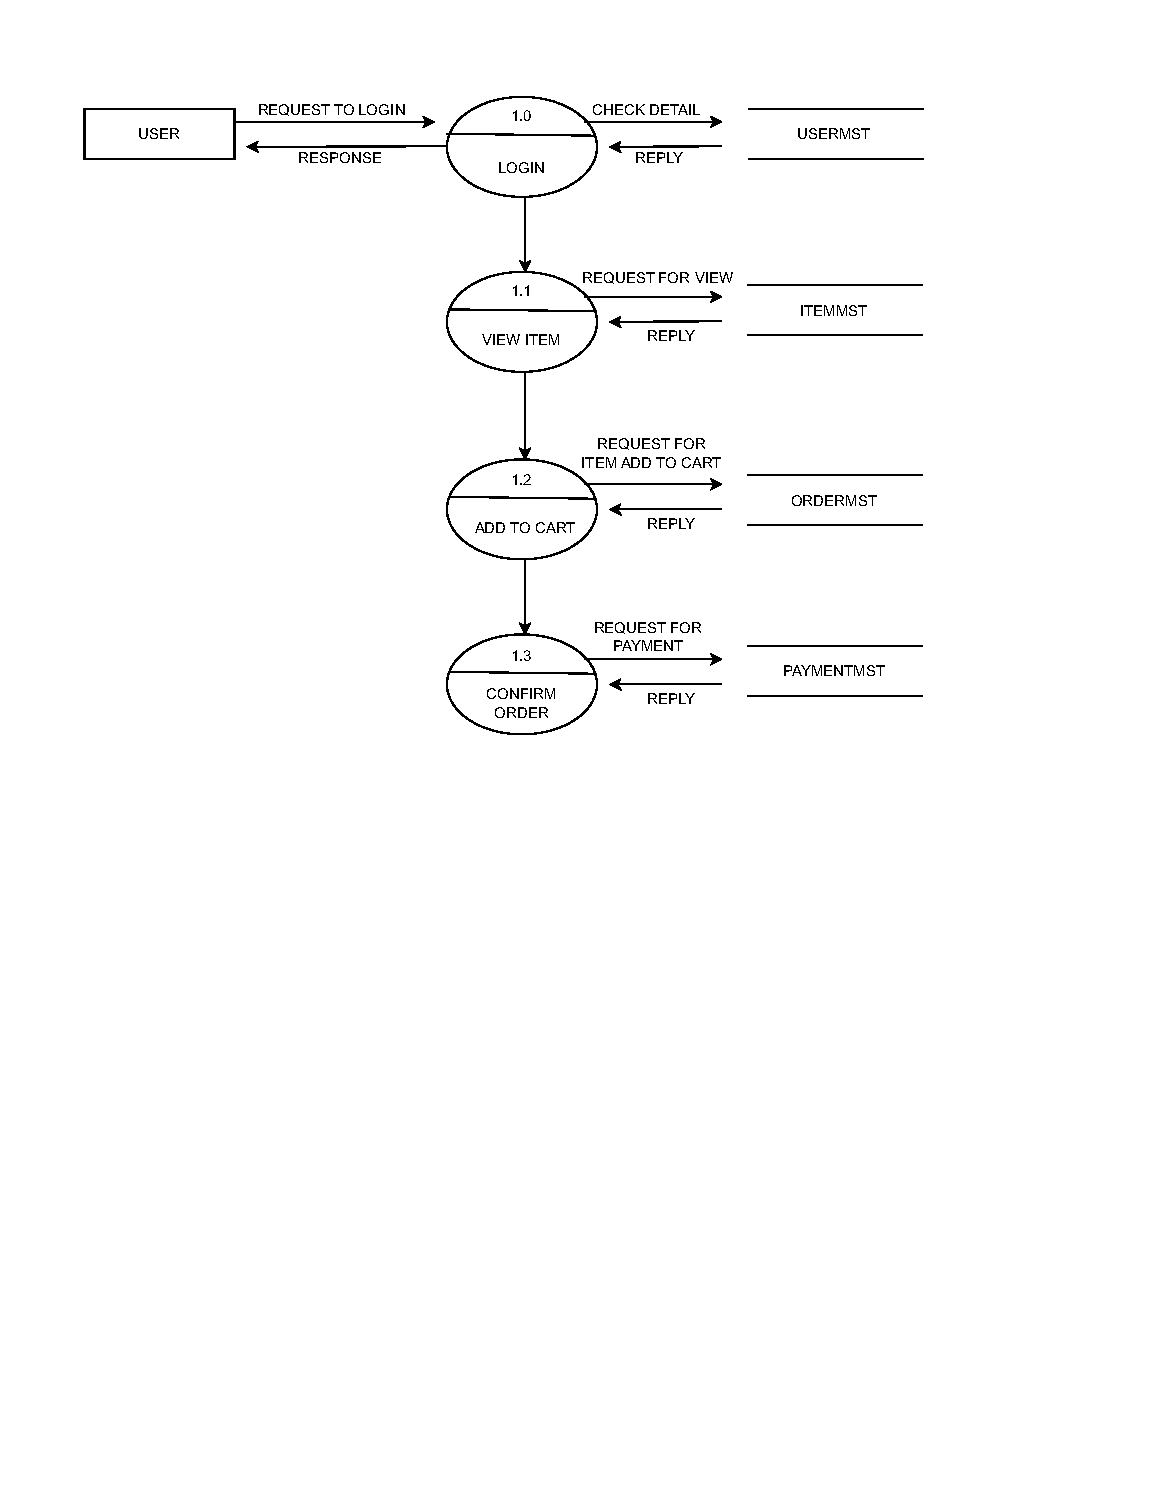 USER
REQUEST TO LOGIN
RESPONSE
1.0
LOGIN
CHECK DETAIL
REPLY
USERMST
1.1
VIEW ITEM
REQUEST FOR VIEW
REPLY
ITEMMST
1.2
ADD TO CART
REQUEST FOR
ITEM ADD TO CART
REPLY
ORDERMST
1.3
CONFIRM
ORDER
REQUEST FOR
PAYMENT
REPLY
PAYMENTMST